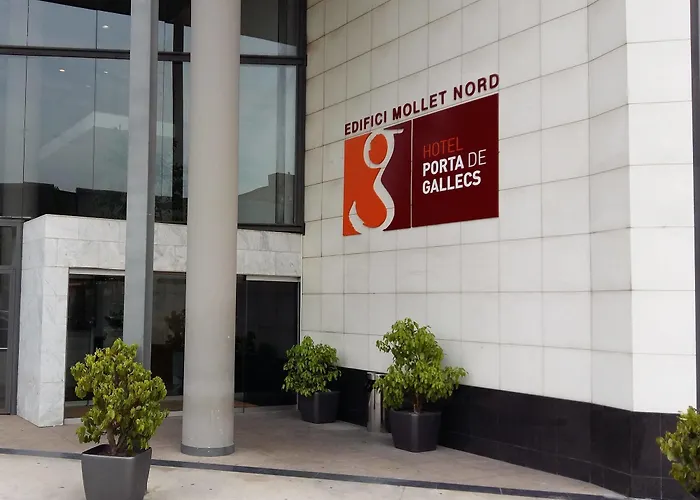 EDIFICI MOLLET NORD
g
HOTEL
PORTA DE
GALLECS